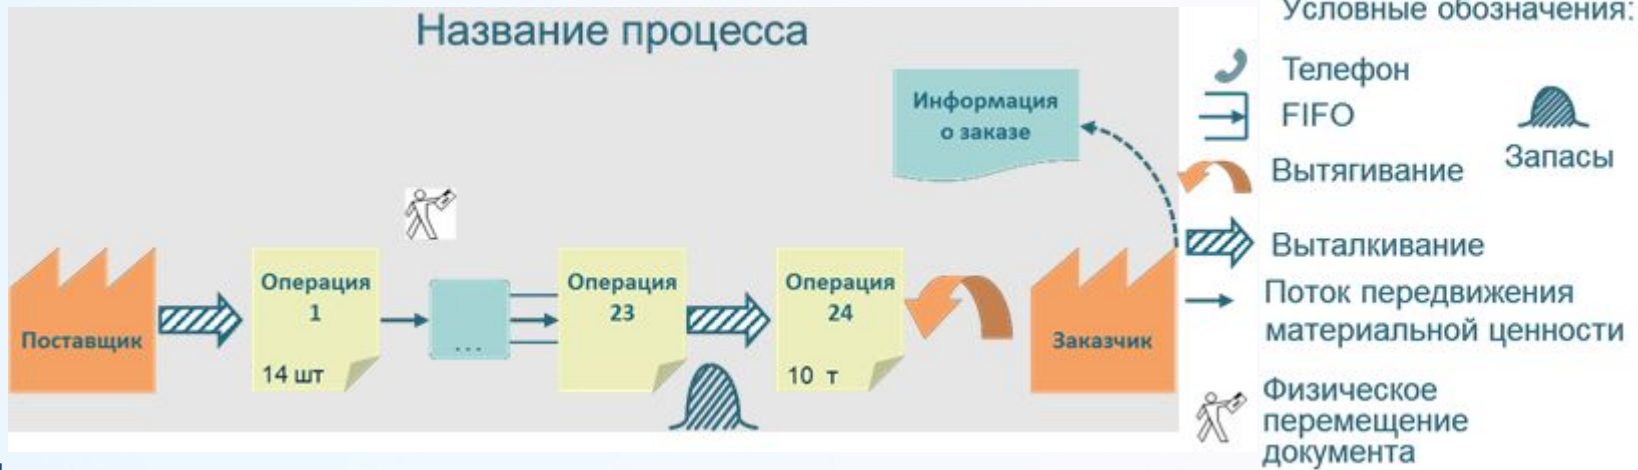 Название процесса
Информация
о заказе
Поставщик
Операция
1
14 шт
...
Операция
23
Операция
24
10 т
Заказчик
Условные обозначения:
Телефон
FIFO
Запасы
Вытягивание
Выталкивание
Поток передвижения
материальной ценности
Физическое
перемещение
документа